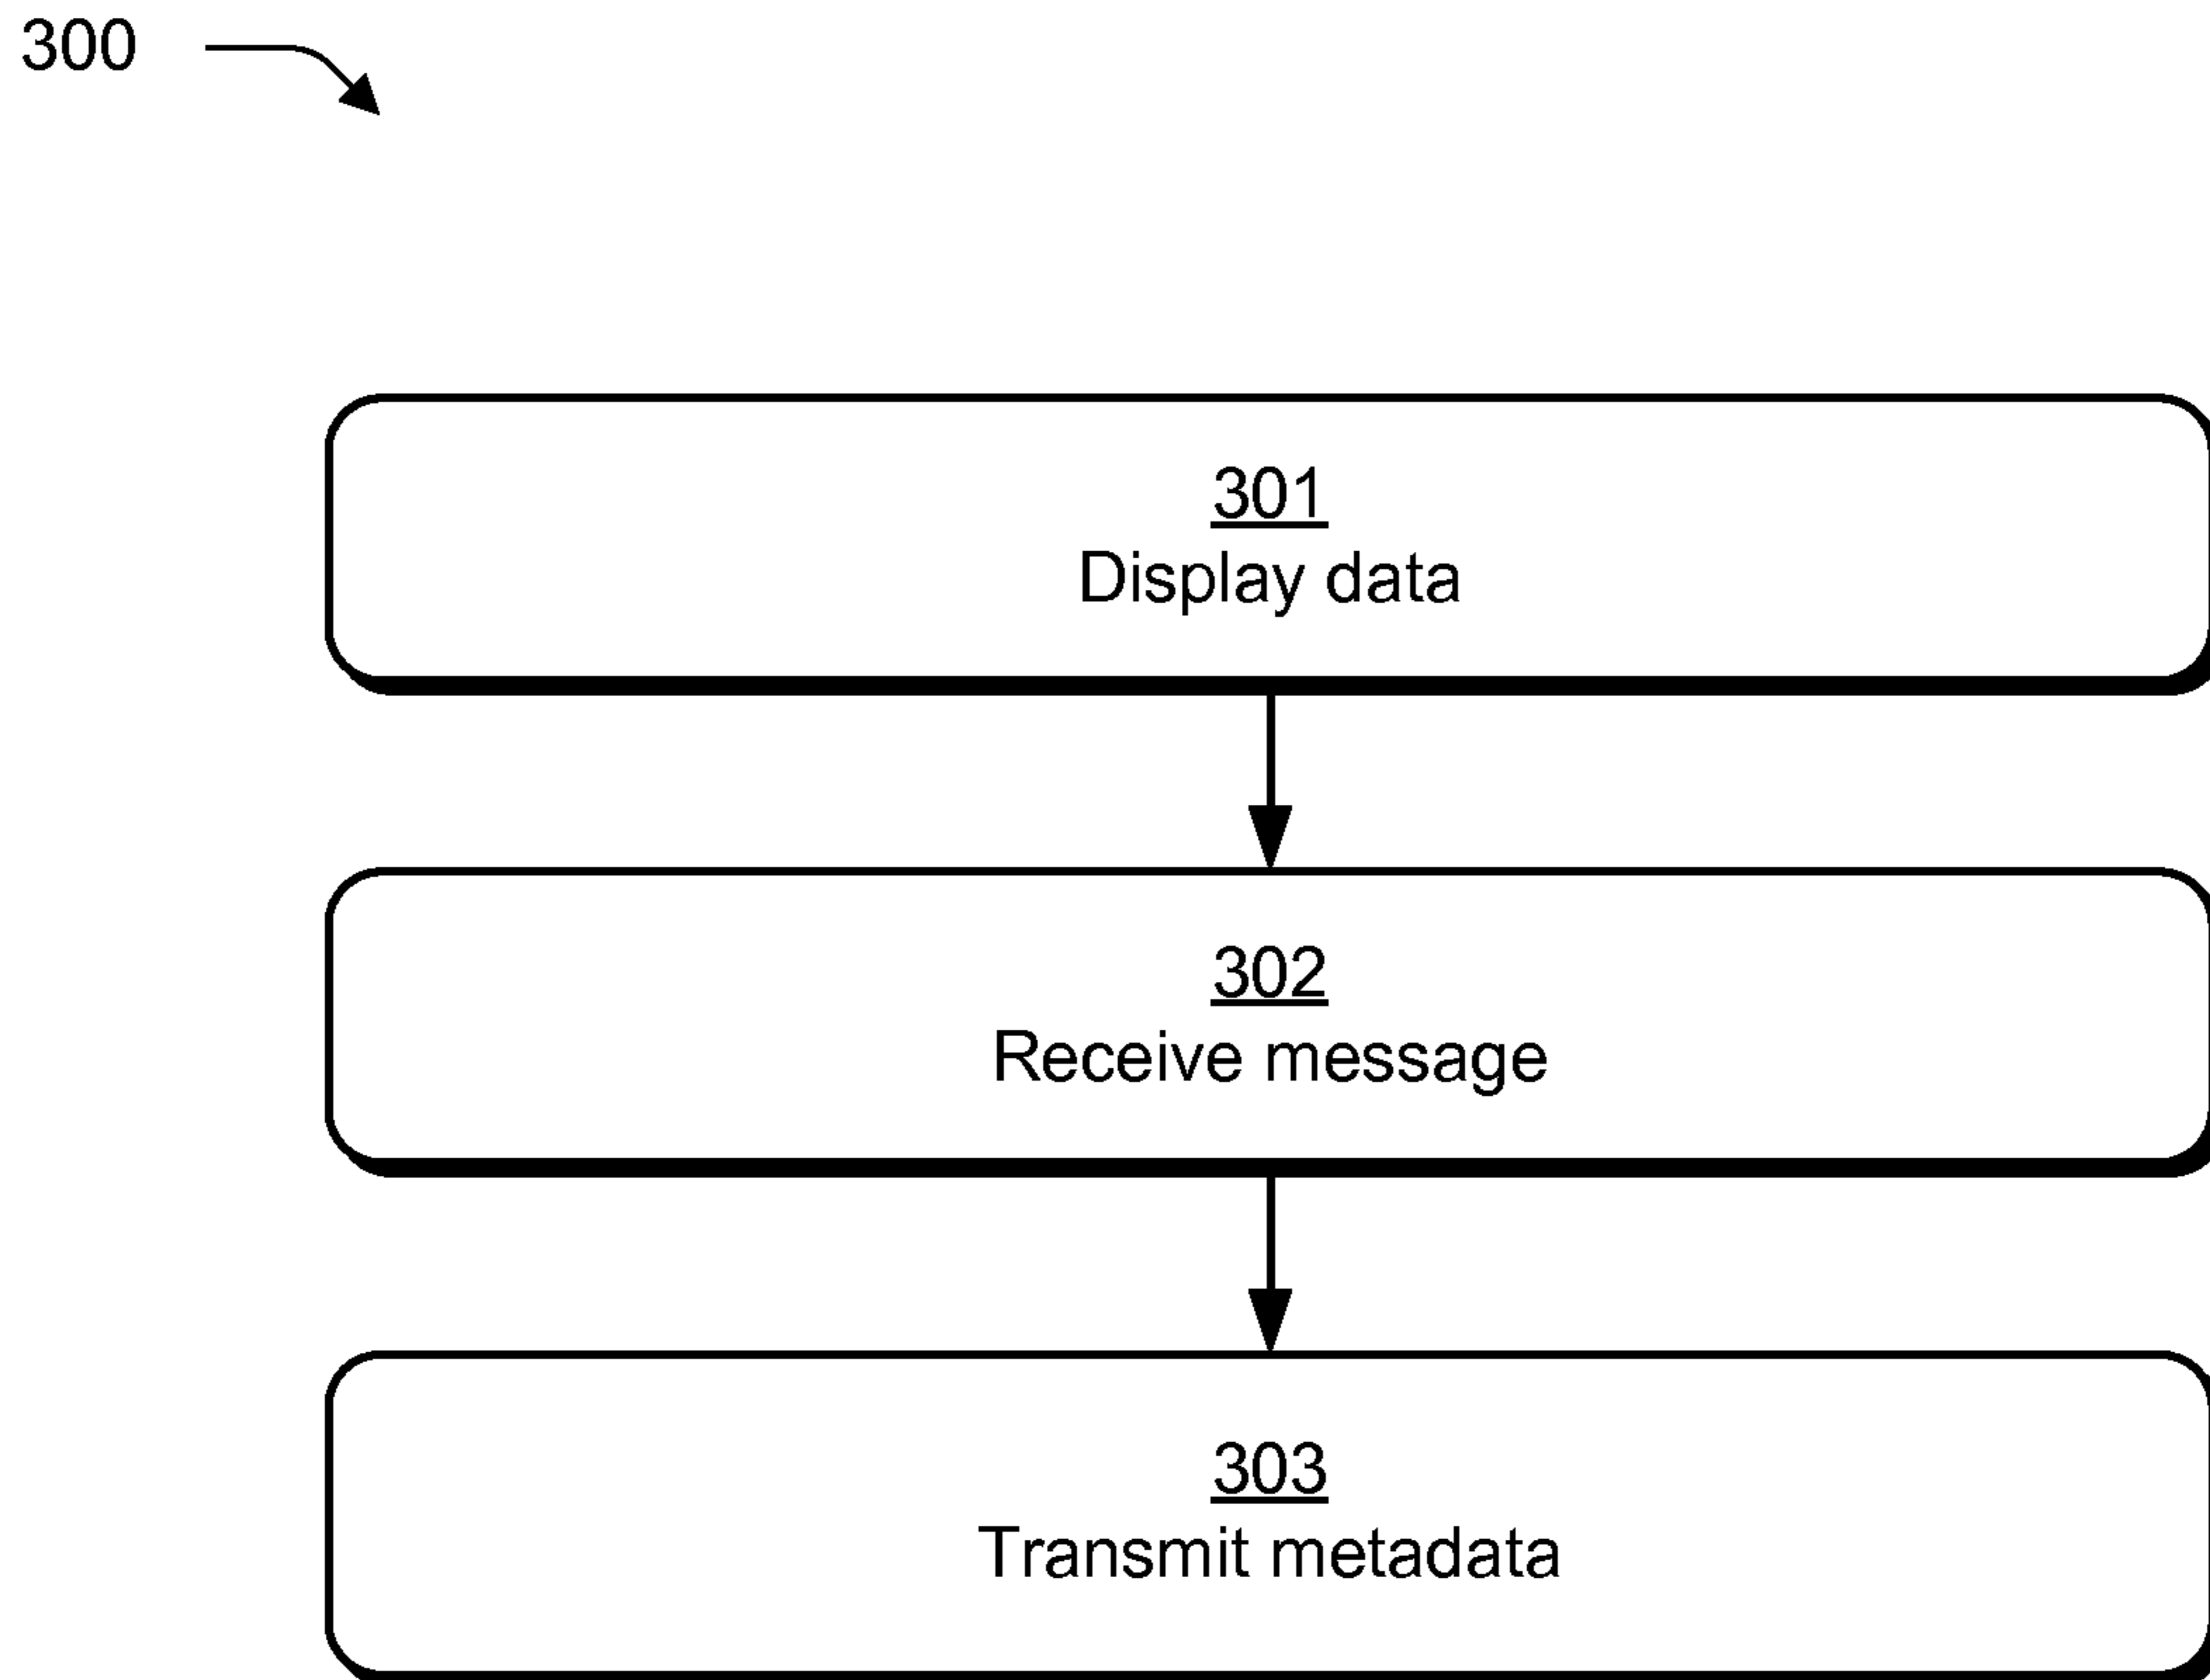 300
301
Display data
302
Receive message
303
Transmit metadata